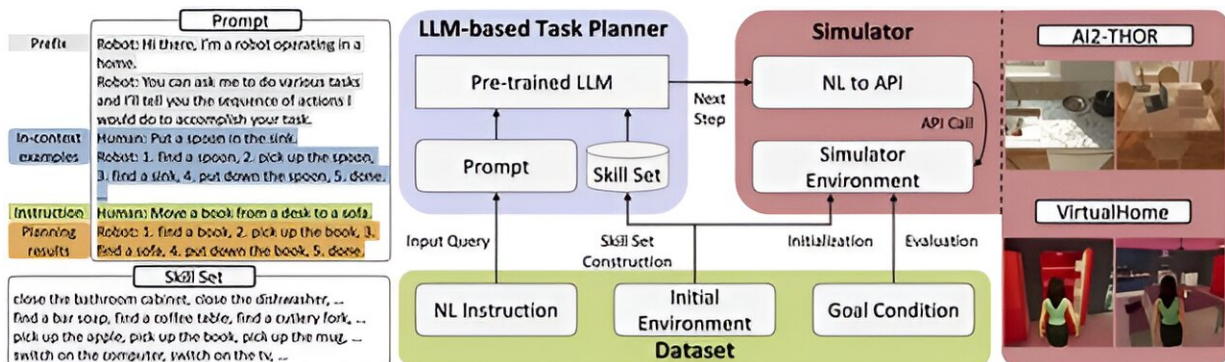 Prompt
Prefix
Robot: Hi there, I'm a robot operating in a
home.
Robot: You can ask me to do various tasks
and I'll tell you the sequence of actions I
would do to accomplish your task.
In-context
examples
Human: Put a spoon in the sink.
Robot: 1. find a spoon, 2. pick up the spoon,
3. find a sink, 4. put down the spoon, 5. done.
...
Instruction
Human: Move a book from a desk to a sofa.
Planning
results
Robot: 1. find a book, 2. pick up the book, 3.
find a sofa, 4. put down the book, 5. done.
Skill Set
close the bathroom cabinet, close the dishwasher, ...
find a bar soap, find a coffee table, find a cutlery fork, ...
pick up the apple, pick up the book, pick up the mug, ...
switch on the computer, switch on the tv, ...
LLM-based Task Planner
Pre-trained LLM
Prompt
Skill Set
Next
Step
Simulator
NL to API
API Call
Simulator
Environment
Input Query
Skill Set
Construction
Initialization
Evaluation
NL Instruction
Initial
Environment
Goal Condition
Dataset
AI2-THOR
VirtualHome